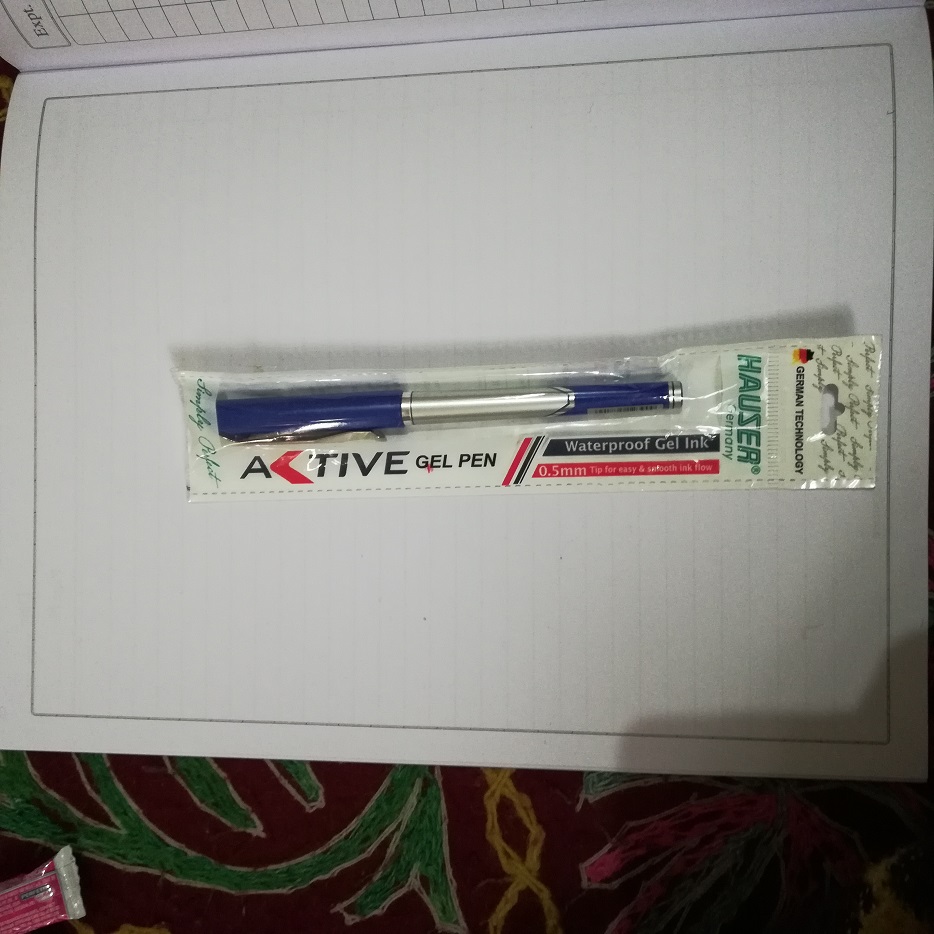 Expt.
Simply Perfect
AKTIVE GEL PEN
Waterproof Gel Ink
0.5mm Tip for easy & smooth ink flow
HAUSER®
Germany
GERMAN TECHNOLOGY